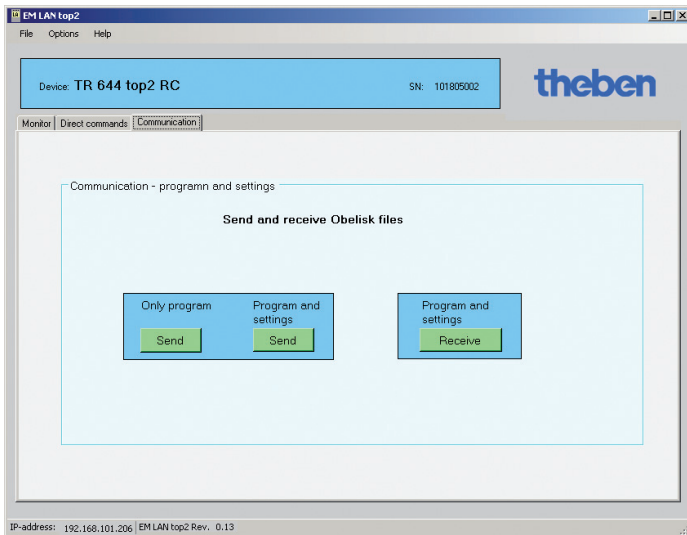 EM LAN top2
File Options Help
Device: TR 644 top2 RC
SN: 101805002
theben
Monitor Direct commands Communication
Communication - programn and settings
Send and receive Obelisk files
Only program
Program and
settings
Send
Send
Program and
settings
Receive
IP-address: 192.168.101.206 EM LAN top2 Rev. 0.13